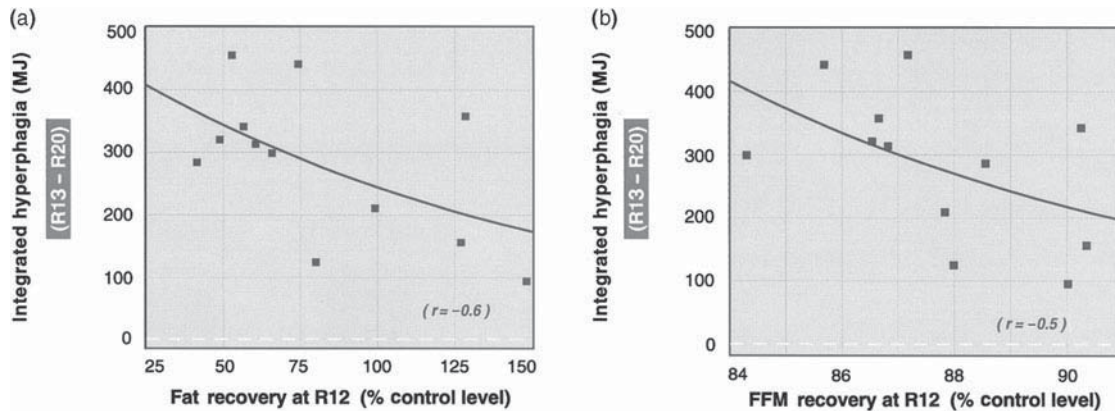 (a)
Integrated hyperphagia (MJ)
(R13 – R20)
500
400
300
200
100
0
(r = –0.6)
25
50
75
100
125
150
Fat recovery at R12 (% control level)
(b)
Integrated hyperphagia (MJ)
(R13 – R20)
500
400
300
200
100
0
(r = –0.5)
84
86
88
90
FFM recovery at R12 (% control level)